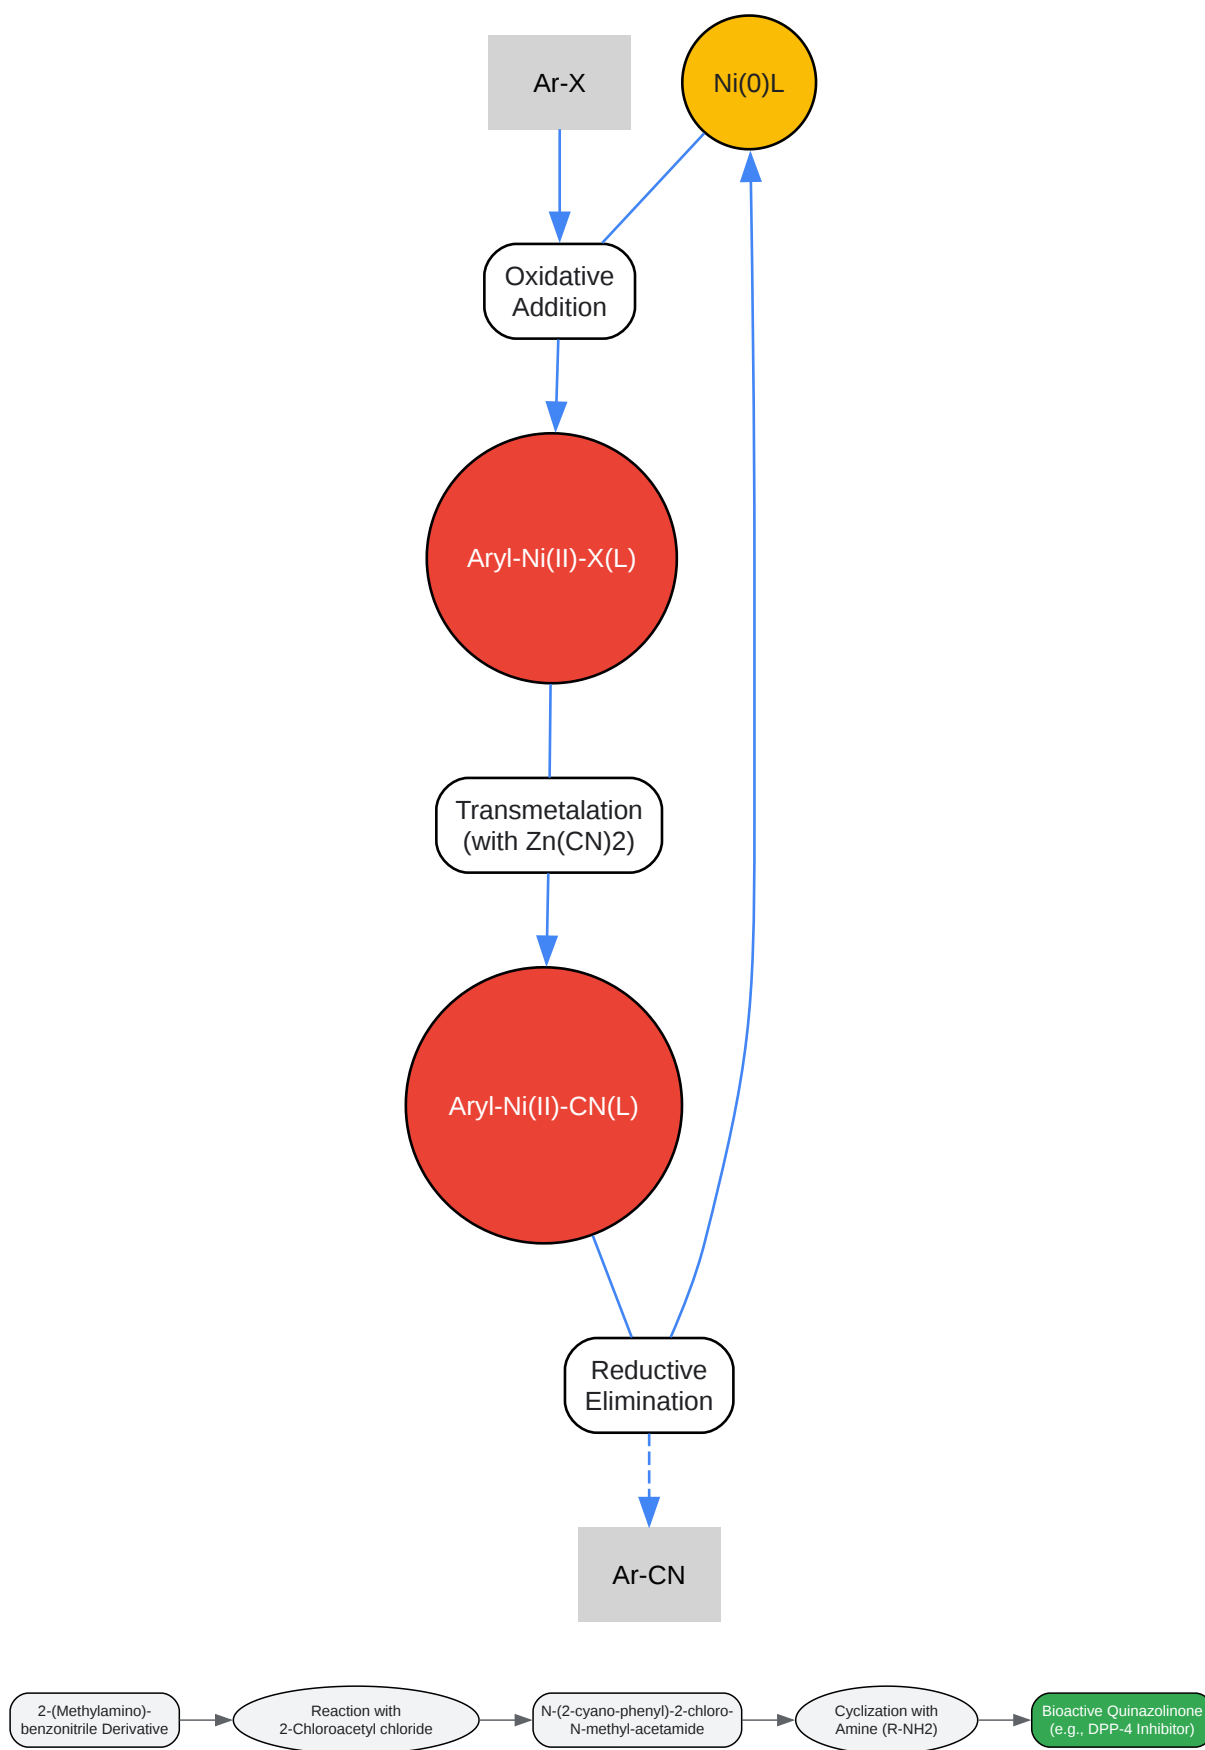 Ar-X
Ni(0)L
Oxidative
Addition
Aryl-Ni(II)-X(L)
Transmetalation
(with Zn(CN)2)
Aryl-Ni(II)-CN(L)
Reductive
Elimination
Ar-CN
2-(Methylamino)-
benzonitrile Derivative
Reaction with
2-Chloroacetyl chloride
N-(2-cyano-phenyl)-2-chloro-
N-methyl-acetamide
Cyclization with
Amine (R-NH2)
Bioactive Quinazolinone
(e.g., DPP-4 Inhibitor)